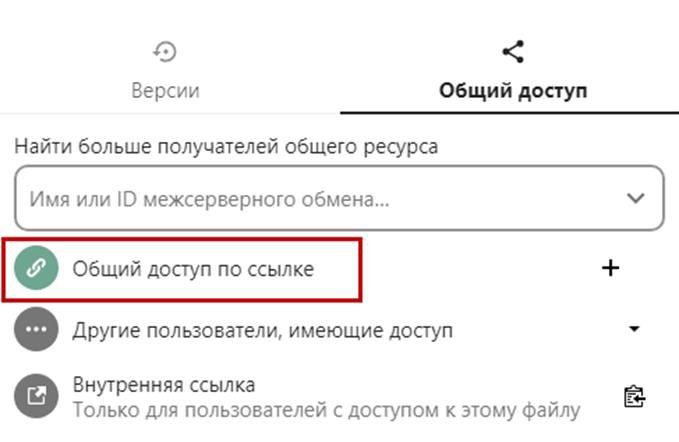 Версии
Общий доступ
Найти больше получателей общего ресурса
Имя или ID межсерверного обмена...
Общий доступ по ссылке
Другие пользователи, имеющие доступ
Внутренняя ссылка
Только для пользователей с доступом к этому файлу